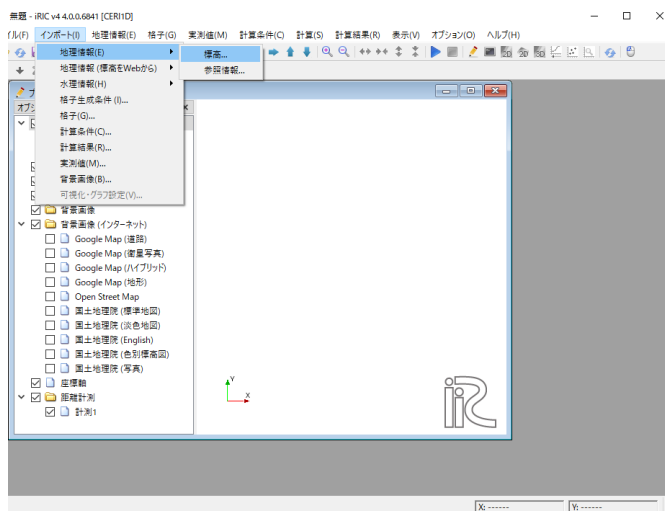 無題 - iRIC v4 4.0.0.6841 [CERI1D]
イル(F) インポート(I) 地理情報(E) 格子(G) 実測値(M) 計算条件(C) 計算(S) 計算結果(R) 表示(V) オプション(O) ヘルプ(H)
地理情報(E)
標高...
地理情報 (標高をWebから)
参照情報...
水理情報(H)
格子生成条件 (I)...
格子(G)...
計算条件(C)...
計算結果(R)...
実測値(M)...
背景画像(B)...
可視化・グラフ設定(V)...
背景画像
背景画像 (インターネット)
Google Map (道路)
Google Map (衛星写真)
Google Map (ハイブリッド)
Google Map (地形)
Open Street Map
国土地理院 (標準地図)
国土地理院 (淡色地図)
国土地理院 (English)
国土地理院 (色別標高図)
国土地理院 (写真)
座標軸
距離計測
計測1
Y
X
iRIC
X: ------
Y: ------